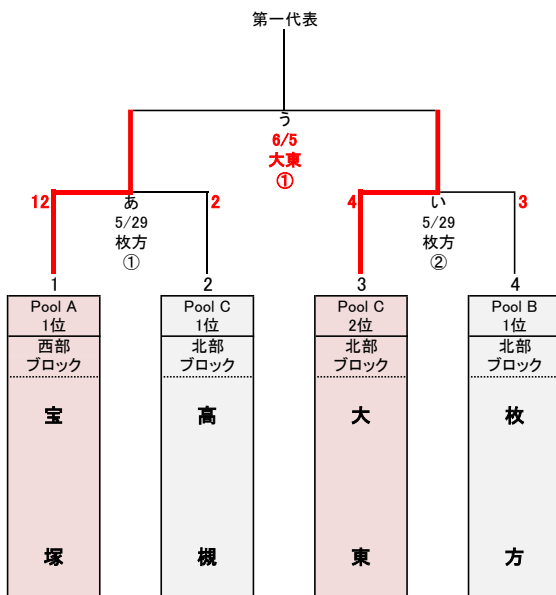 第一代表
う
6/5
大東
①
12
あ
2
5/29
枚方
①
4
い
3
5/29
枚方
②
1
2
3
4
Pool A
1位
西部
ブロック
宝
塚
Pool C
1位
北部
ブロック
高
槻
Pool C
2位
北部
ブロック
大
東
Pool B
1位
北部
ブロック
枚
方